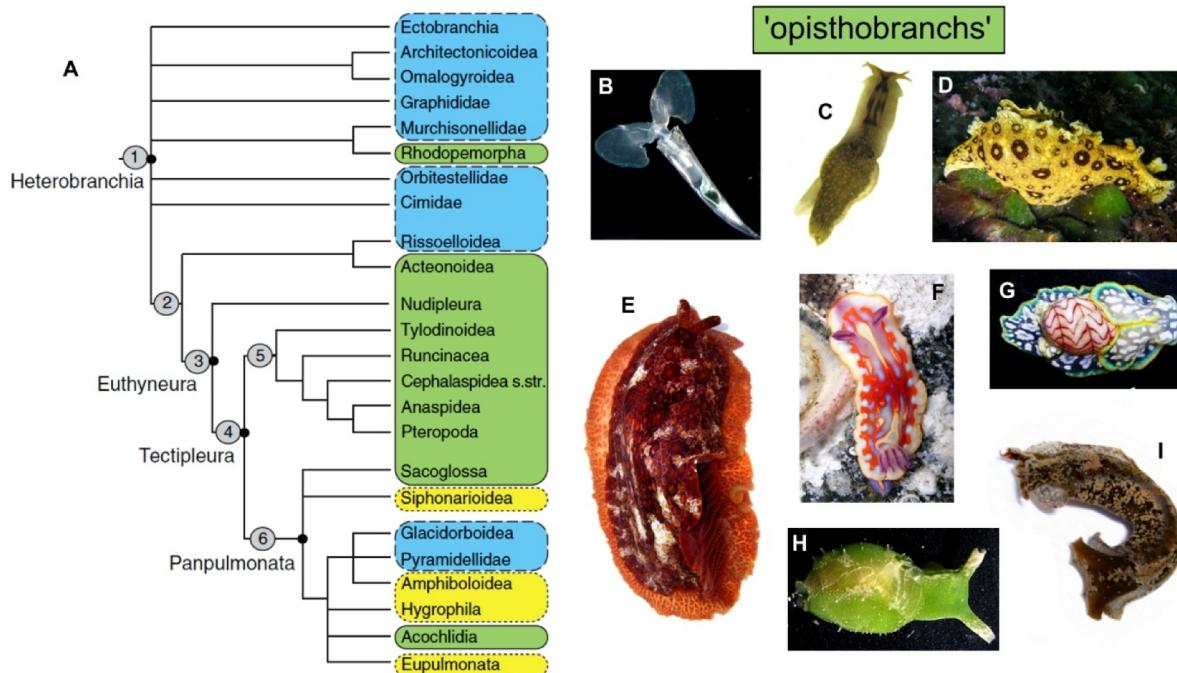 'opisthobranchs'
A
Ectobranchia
Architectonicoidea
Omalogyroidea
Graphididae
Murchisonellidae
Rhodopemorpha
Orbitestellidae
Cimidae
Rissoelloidea
Acteonoidea
Nudipleura
Tylodinoidea
Runcinacea
Cephalaspidea s.str.
Anaspidea
Pteropoda
Sacoglossa
Siphonarioidea
Glacidorboidea
Pyramidellidae
Amphiboloidea
Hygrophila
Acochlidia
Eupulmonata
1
Heterobranchia
2
3
Euthyneura
5
4
Tectipleura
6
Panpulmonata
B
C
D
E
F
G
H
I